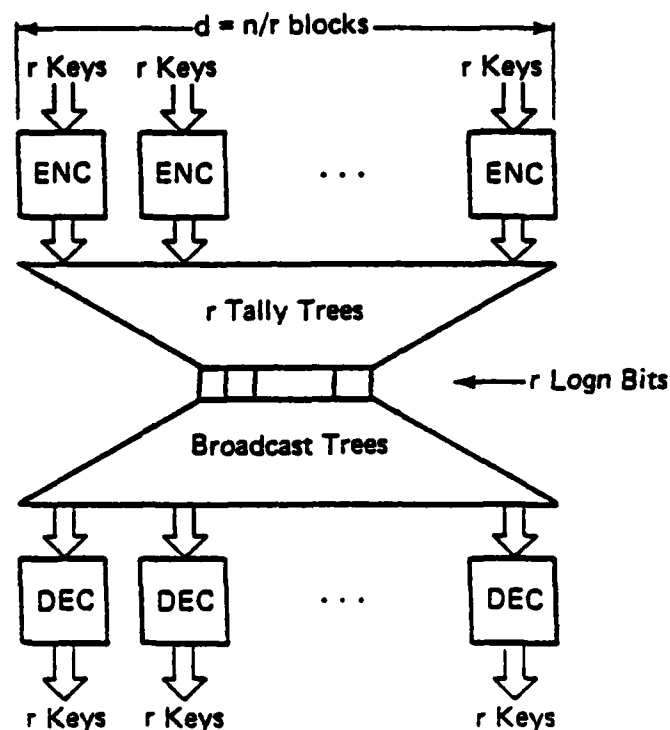 d = n/r blocks
r Keys r Keys r Keys
ENC ENC ... ENC
r Tally Trees
r Logn Bits
Broadcast Trees
DEC DEC ... DEC
r Keys r Keys r Keys